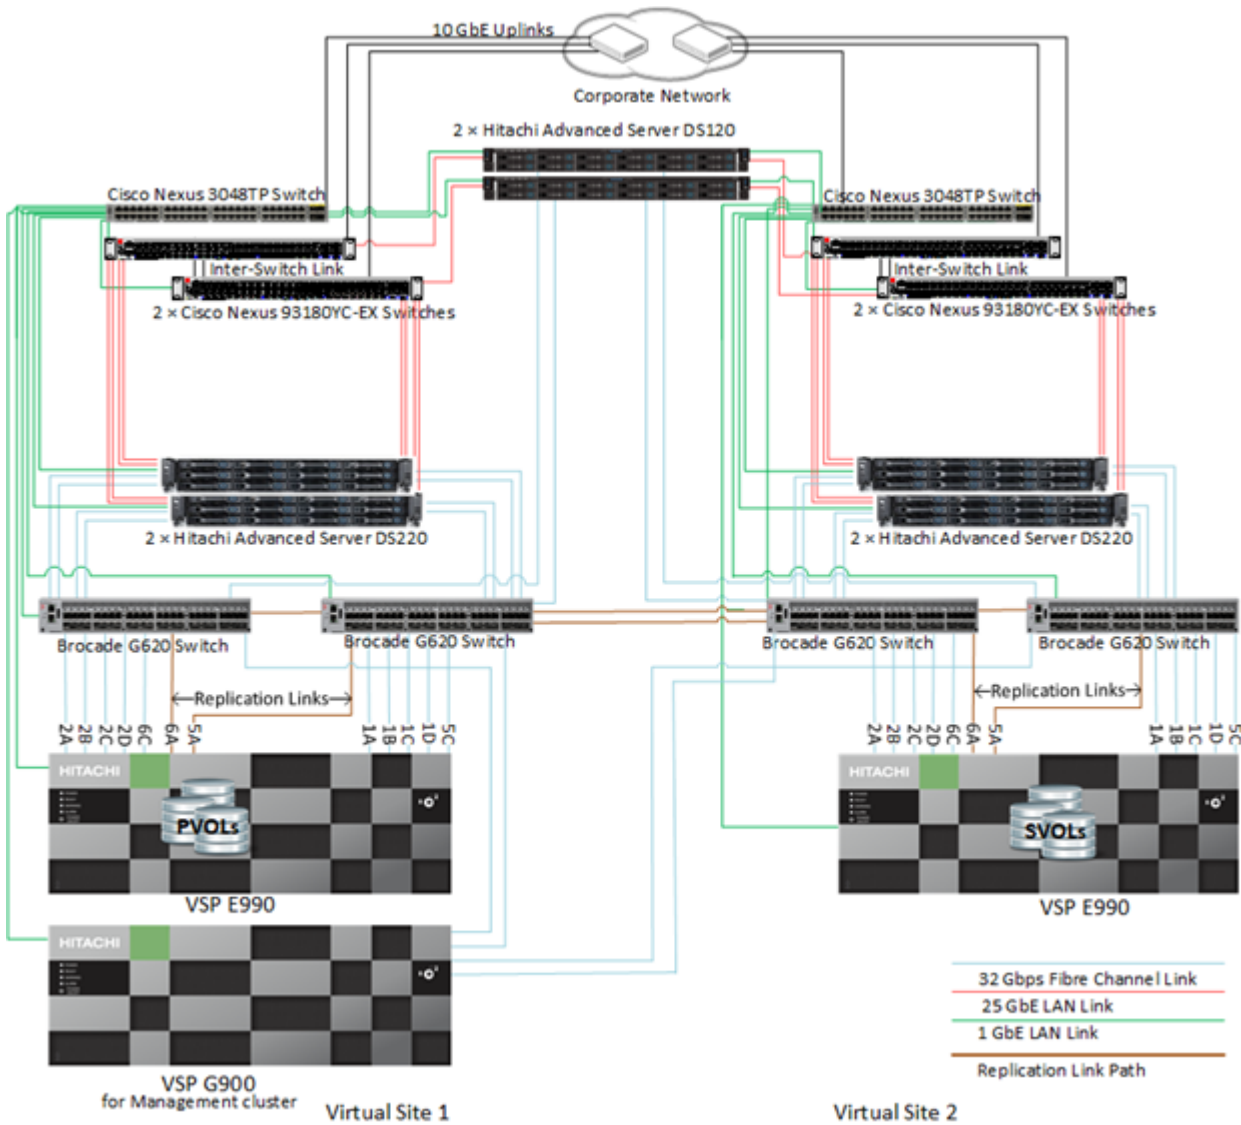 10 GbE Uplinks
Corporate Network
2 × Hitachi Advanced Server DS120
Cisco Nexus 3048TP Switch
Cisco Nexus 3048TP Switch
Inter-Switch Link
Inter-Switch Link
2 × Cisco Nexus 93180YC-EX Switches
2 × Cisco Nexus 93180YC-EX Switches
2 × Hitachi Advanced Server DS220
2 × Hitachi Advanced Server DS220
Brocade G620 Switch
Brocade G620 Switch
Brocade G620 Switch
Brocade G620 Switch
Replication Links
Replication Links
2A
2B
2C
2D
6C
6A
5A
1A
1B
1C
1D
5C
2A
2B
2C
2D
6C
6A
5A
1A
1B
1C
1D
5C
HITACHI
HITACHI
PVOLs
SVOLs
VSP E990
VSP E990
HITACHI
32 Gbps Fibre Channel Link
25 GbE LAN Link
1 GbE LAN Link
Replication Link Path
VSP G900
for Management cluster
Virtual Site 1
Virtual Site 2